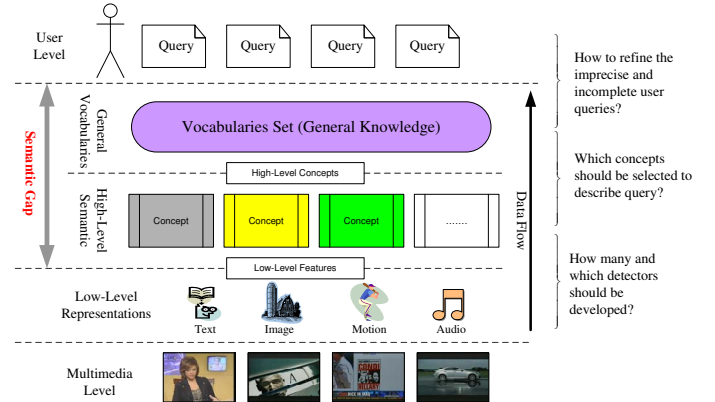 User
Level
Query
Query
Query
Query
How to refine the
imprecise and
incomplete user
queries?
Semantic Gap
General
Vocabularies
Vocabularies Set (General Knowledge)
High-Level Concepts
Which concepts
should be selected to
describe query?
High-Level
Semantic
Concept
Concept
Concept
.......
Data Flow
Low-Level Features
How many and
which detectors
should be
developed?
Low-Level
Representations
Text
Image
Motion
Audio
Multimedia
Level
CONDI
HILLARY